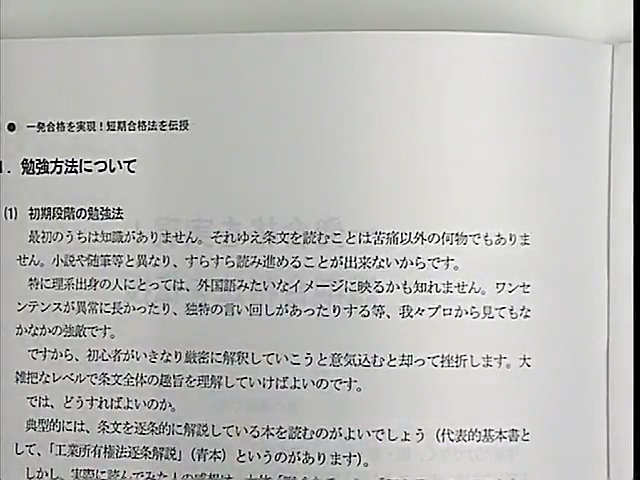 ● 一発合格を実現!短期合格法を伝授
1. 勉強方法について
(1) 初期段階の勉強法
最初のうちは知識がありません。それゆえ条文を読むことは苦痛以外の何物でもありま
せん。小説や随筆等と異なり、すらすら読み進めることが出来ないからです。
特に理系出身の人にとっては、外国語みたいなイメージに映るかも知れません。ワンセ
ンテンスが異常に長かったり、独特の言い回しがあったりする等、我々プロから見てもな
かなかの強敵です。
ですから、初心者がいきなり厳密に解釈していこうと意気込むと却って挫折します。大
雑把なレベルで条文全体の趣旨を理解していけばよいのです。
では、どうすればよいのか。
典型的には、条文を逐条的に解説している本を読むのがよいでしょう（代表的基本書と
して、「工業所有権法逐条解説」（青本）というのがあります）。
しかし、実際に読んでみた人の感想は、